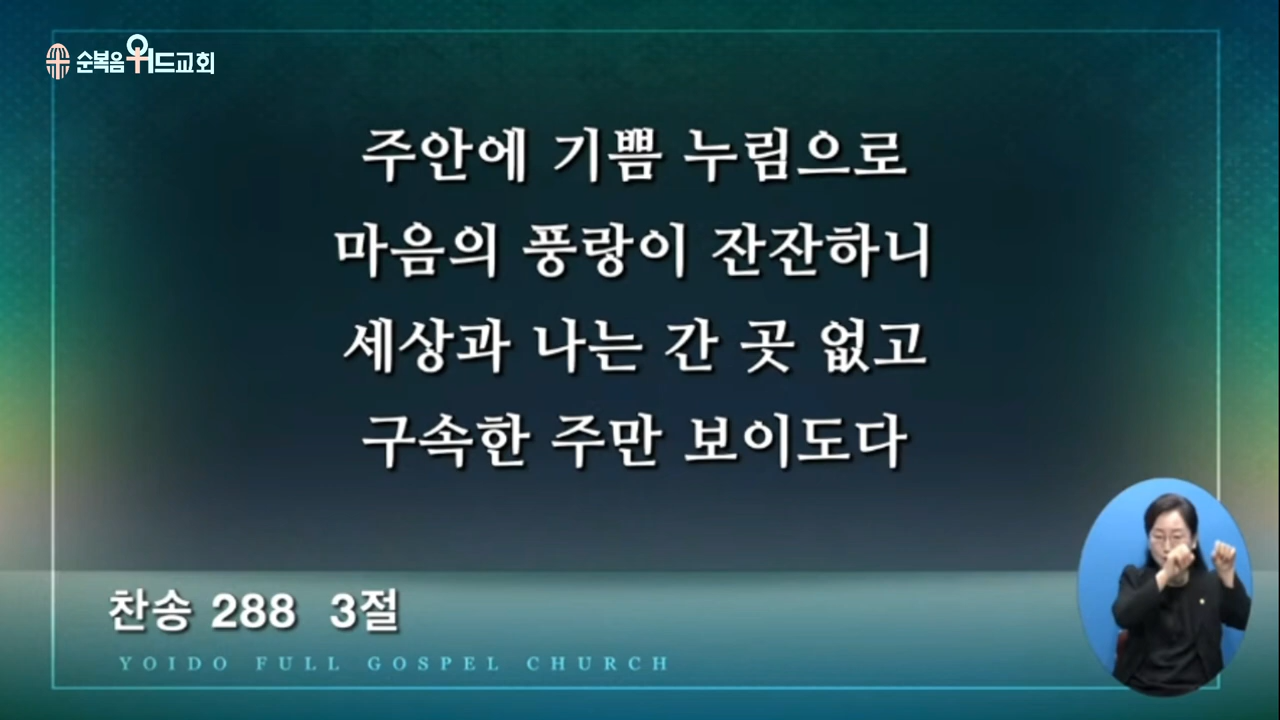 순복음위드교회
주안에 기쁨 누림으로
마음의 풍랑이 잔잔하니
세상과 나는 간 곳 없고
구속한 주만 보이도다
찬송 288 3절
YOIDO FULL GOSPEL CHURCH